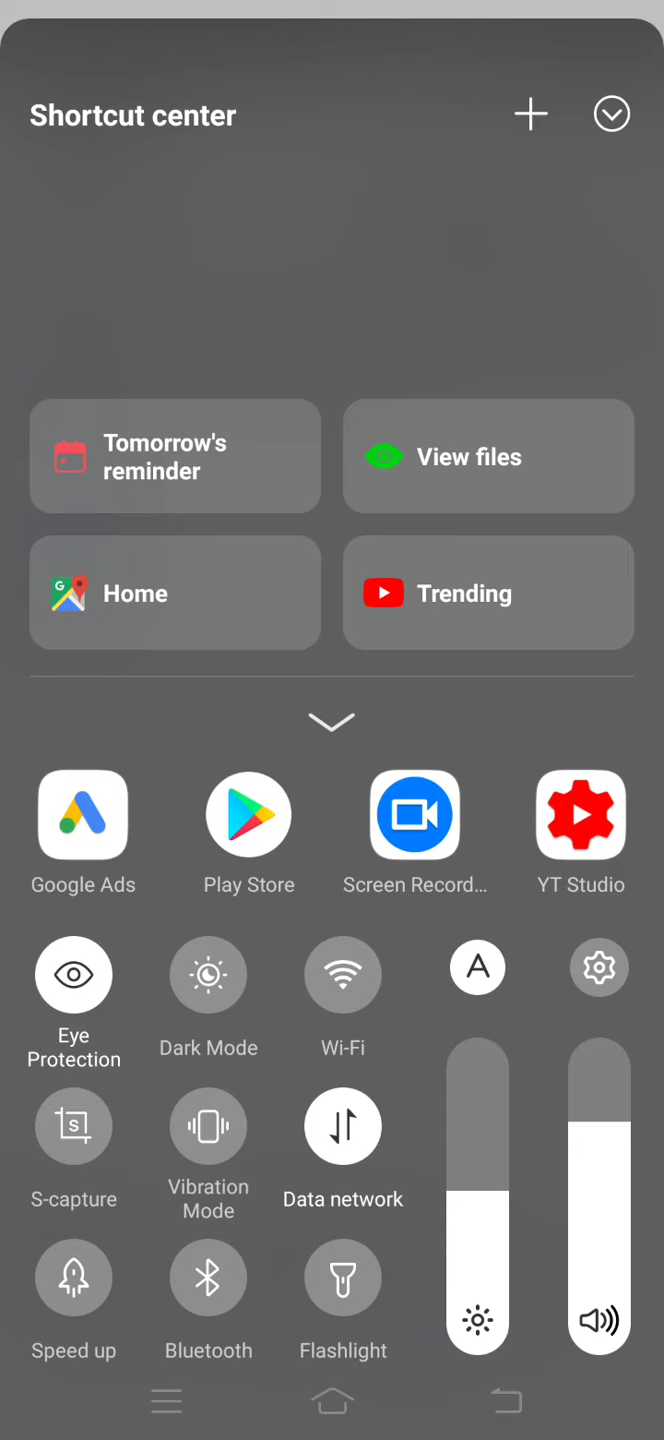 Shortcut center
Tomorrow's
reminder
View files
Home
Trending
Google Ads
Play Store
Screen Record...
YT Studio
Eye
Protection
Dark Mode
Wi-Fi
A
S-capture
Vibration
Mode
Data network
Speed up
Bluetooth
Flashlight